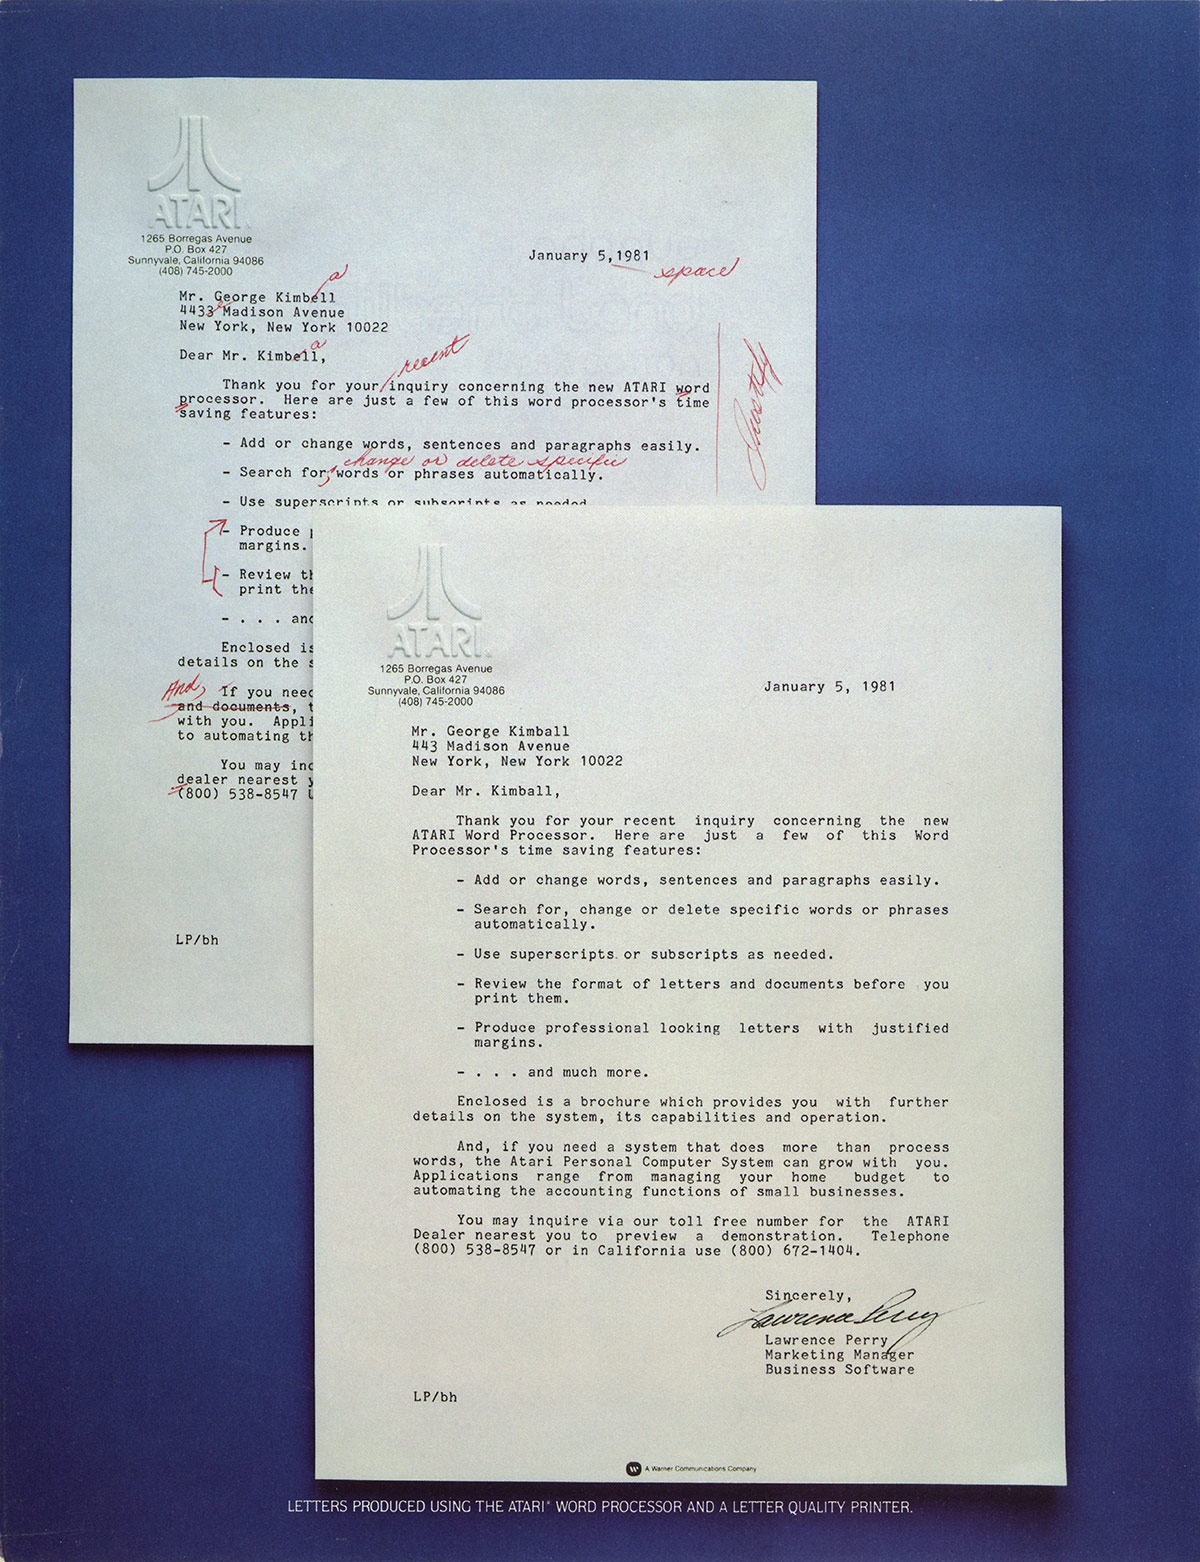 ATARI
1265 Borregas Avenue
P.O. Box 427
Sunnyvale, California 94086
(408) 745-2000
January 5,1981
space
a
Mr. George Kimbell
4433 Madison Avenue
New York, New York 10022
a
Dear Mr. Kimbell,
recent
Thank you for your inquiry concerning the new ATARI word
processor. Here are just a few of this word processor's time
saving features:
Justify
- Add or change words, sentences and paragraphs easily.
, change or delete specific
- Search for words or phrases automatically.
- Use superscripts or subscripts as needed
- Produce
margins.
- Review
print
- . . . and
Enclosed is
details on the
And, If you need
and documents,
with you.
to automating
You may
dealer nearest
(800) 538-8547
LP/bh
ATARI
1265 Borregas Avenue
P.O. Box 427
Sunnyvale, California 94086
(408) 745-2000
January 5, 1981
Mr. George Kimball
443 Madison Avenue
New York, New York 10022
Dear Mr. Kimball,
Thank you for your recent inquiry concerning the new
ATARI Word Processor. Here are just a few of this Word
Processor's time saving features:
- Add or change words, sentences and paragraphs easily.
- Search for, change or delete specific words or phrases
automatically.
- Use superscripts or subscripts as needed.
- Review the format of letters and documents before you
print them.
- Produce professional looking letters with justified
margins.
- . . . and much more.
Enclosed is a brochure which provides you with further
details on the system, its capabilities and operation.
And, if you need a system that does more than process
words, the Atari Personal Computer System can grow with you.
Applications range from managing your home budget to
automating the accounting functions of small businesses.
You may inquire via our toll free number for the ATARI
Dealer nearest you to preview a demonstration. Telephone
(800) 538-8547 or in California use (800) 672-1404.
Sincerely,
Lawrence Perry
Lawrence Perry
Marketing Manager
Business Software
LP/bh
A Warner Communications Company
LETTERS PRODUCED USING THE ATARI® WORD PROCESSOR AND A LETTER QUALITY PRINTER.